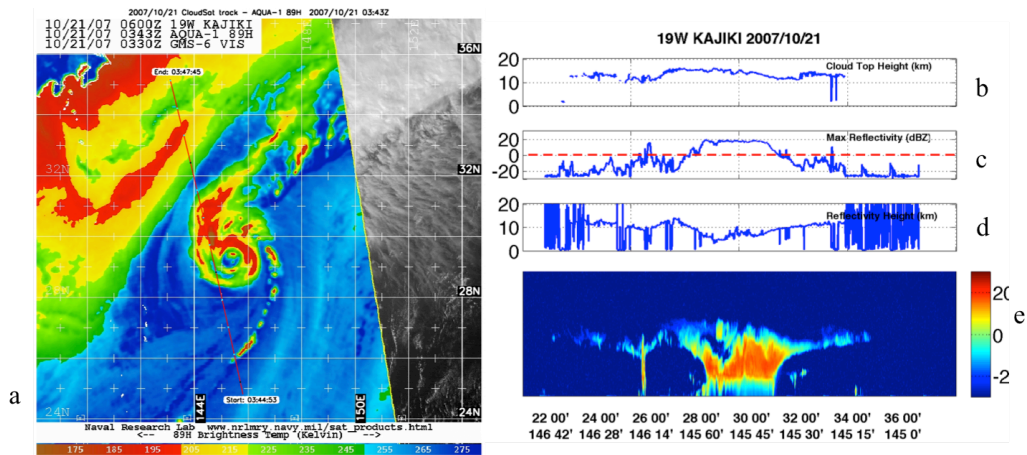 2007/10/21 CloudSat track - AQUA-1 89H 2007/10/21 03:43Z
10/21/07 0600Z 19W KAJIKI
10/21/07 0343Z AQUA-1 89H
10/21/07 0330Z GMS-6 VIS
36N
End: 03:47:45
32N
32N
28N
28N
Start: 03:44:53
144E
150E
24N
24N
Naval Research Lab www.nrlmry.navy.mil/sat_products.html
<-- 89H Brightness Temp (Kelvin) -->
175 185 195 205 215 225 235 245 255 265 275
a
19W KAJIKI 2007/10/21
Cloud Top Height (km)
20
10
0
b
Max Reflectivity (dBZ)
20
0
-20
c
Reflectivity Height (km)
20
10
0
d
20
0
-2
e
22 00' 24 00' 26 00' 28 00' 30 00' 32 00' 34 00' 36 00'
146 42' 146 28' 146 14' 145 60' 145 45' 145 30' 145 15' 145 0'